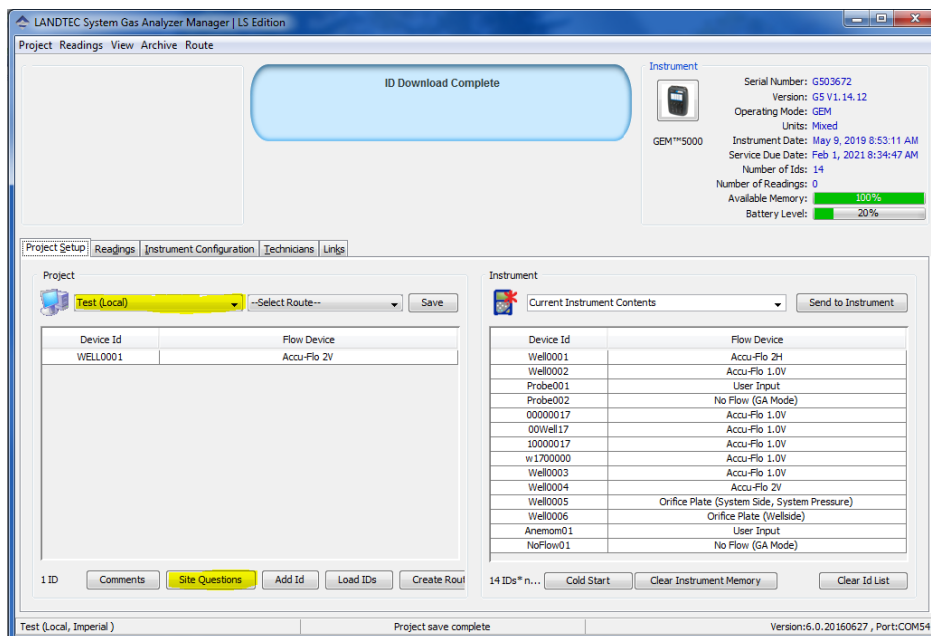 LANDTEC System Gas Analyzer Manager | LS Edition
Project Readings View Archive Route
ID Download Complete
Instrument
GEM™5000
Serial Number: G503672
Version: G5 V1.14.12
Operating Mode: GEM
Units: Mixed
Instrument Date: May 9, 2019 8:53:11 AM
Service Due Date: Feb 1, 2021 8:34:47 AM
Number of Ids: 14
Number of Readings: 0
Available Memory: 100%
Battery Level: 20%
Project Setup Readings Instrument Configuration Technicians Links
Project
Test (Local) --Select Route-- Save
Device Id Flow Device
WELL0001 Accu-Flo 2V
1 ID Comments Site Questions Add Id Load IDs Create Rout
Instrument
Current Instrument Contents Send to Instrument
Device Id Flow Device
Well0001 Accu-Flo 2H
Well0002 Accu-Flo 1.0V
Probe001 User Input
Probe002 No Flow (GA Mode)
00000017 Accu-Flo 1.0V
00Well17 Accu-Flo 1.0V
10000017 Accu-Flo 1.0V
w1700000 Accu-Flo 1.0V
Well0003 Accu-Flo 1.0V
Well0004 Accu-Flo 2V
Well0005 Orifice Plate (System Side, System Pressure)
Well0006 Orifice Plate (Wellside)
Anemom01 User Input
NoFlow01 No Flow (GA Mode)
14 IDs* n... Cold Start Clear Instrument Memory Clear Id List
Test (Local, Imperial ) Project save complete Version:6.0.20160627 , Port:COM54